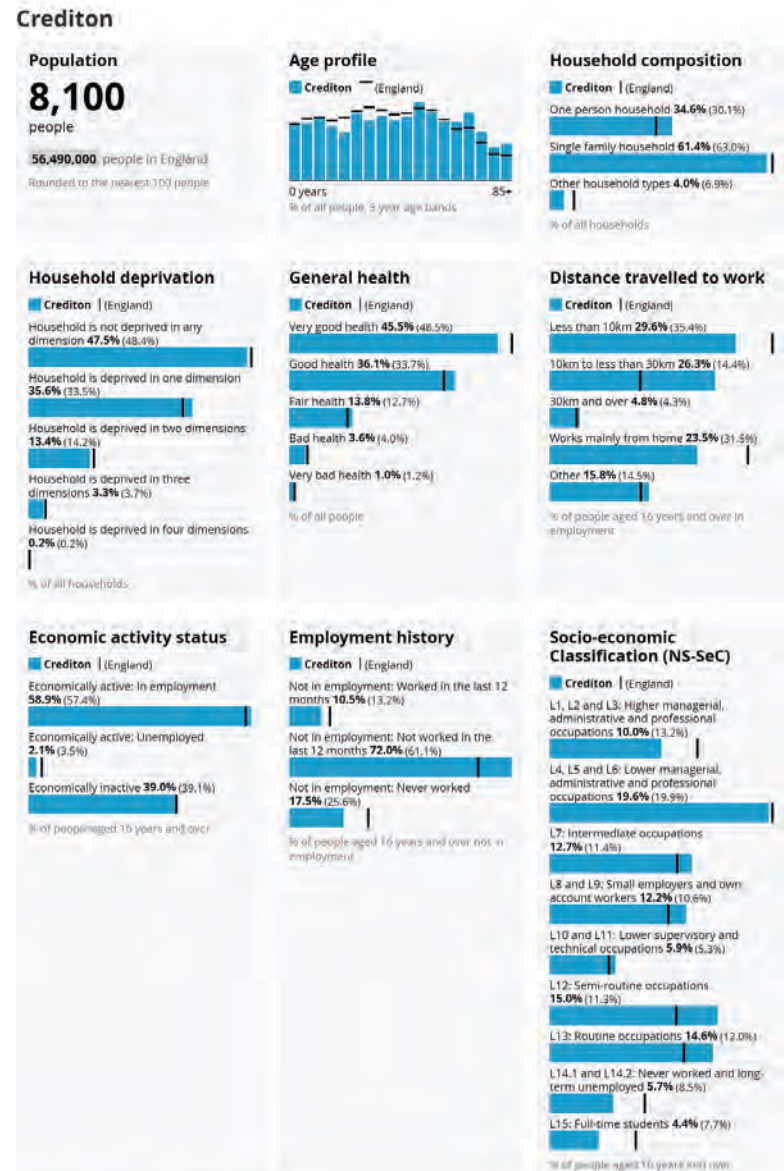 Crediton
Population
8,100
people
56,490,000 people in England
Rounded to the nearest 100 people
Age profile
Crediton (England)
0 years 85+
% of all people, 5 year age bands
Household composition
Crediton (England)
One person household 34.6% (30.1%)
Single family household 61.4% (63.0%)
Other household types 4.0% (6.9%)
% of all households
Household deprivation
Crediton (England)
Household is not deprived in any
dimension 47.5% (48.4%)
Household is deprived in one dimension
35.6% (33.5%)
Household is deprived in two dimensions
13.4% (14.2%)
Household is deprived in three
dimensions 3.3% (3.7%)
Household is deprived in four dimensions
0.2% (0.2%)
% of all households
General health
Crediton (England)
Very good health 45.5% (48.5%)
Good health 36.1% (33.7%)
Fair health 13.8% (12.7%)
Bad health 3.6% (4.0%)
Very bad health 1.0% (1.2%)
% of all people
Distance travelled to work
Crediton (England)
Less than 10km 29.6% (35.4%)
10km to less than 30km 26.3% (14.4%)
30km and over 4.8% (4.3%)
Works mainly from home 23.5% (31.5%)
Other 15.8% (14.5%)
% of people aged 16 years and over in
employment
Economic activity status
Crediton (England)
Economically active: In employment
58.9% (57.4%)
Economically active: Unemployed
2.1% (3.5%)
Economically inactive 39.0% (39.1%)
% of people aged 16 years and over
Employment history
Crediton (England)
Not in employment: Worked in the last 12
months 10.5% (13.2%)
Not in employment: Not worked in the
last 12 months 72.0% (61.1%)
Not in employment: Never worked
17.5% (25.6%)
% of people aged 16 years and over not in
employment
Socio-economic
Classification (NS-SeC)
Crediton (England)
L1, L2 and L3: Higher managerial,
administrative and professional
occupations 10.0% (13.2%)
L4, L5 and L6: Lower managerial,
administrative and professional
occupations 19.6% (19.9%)
L7: Intermediate occupations
12.7% (11.4%)
L8 and L9: Small employers and own
account workers 12.2% (10.6%)
L10 and L11: Lower supervisory and
technical occupations 5.9% (5.3%)
L12: Semi-routine occupations
15.0% (11.3%)
L13: Routine occupations 14.6% (12.0%)
L14.1 and L14.2: Never worked and long-
term unemployed 5.7% (8.5%)
L15: Full-time students 4.4% (7.7%)
% of people aged 16 years and over